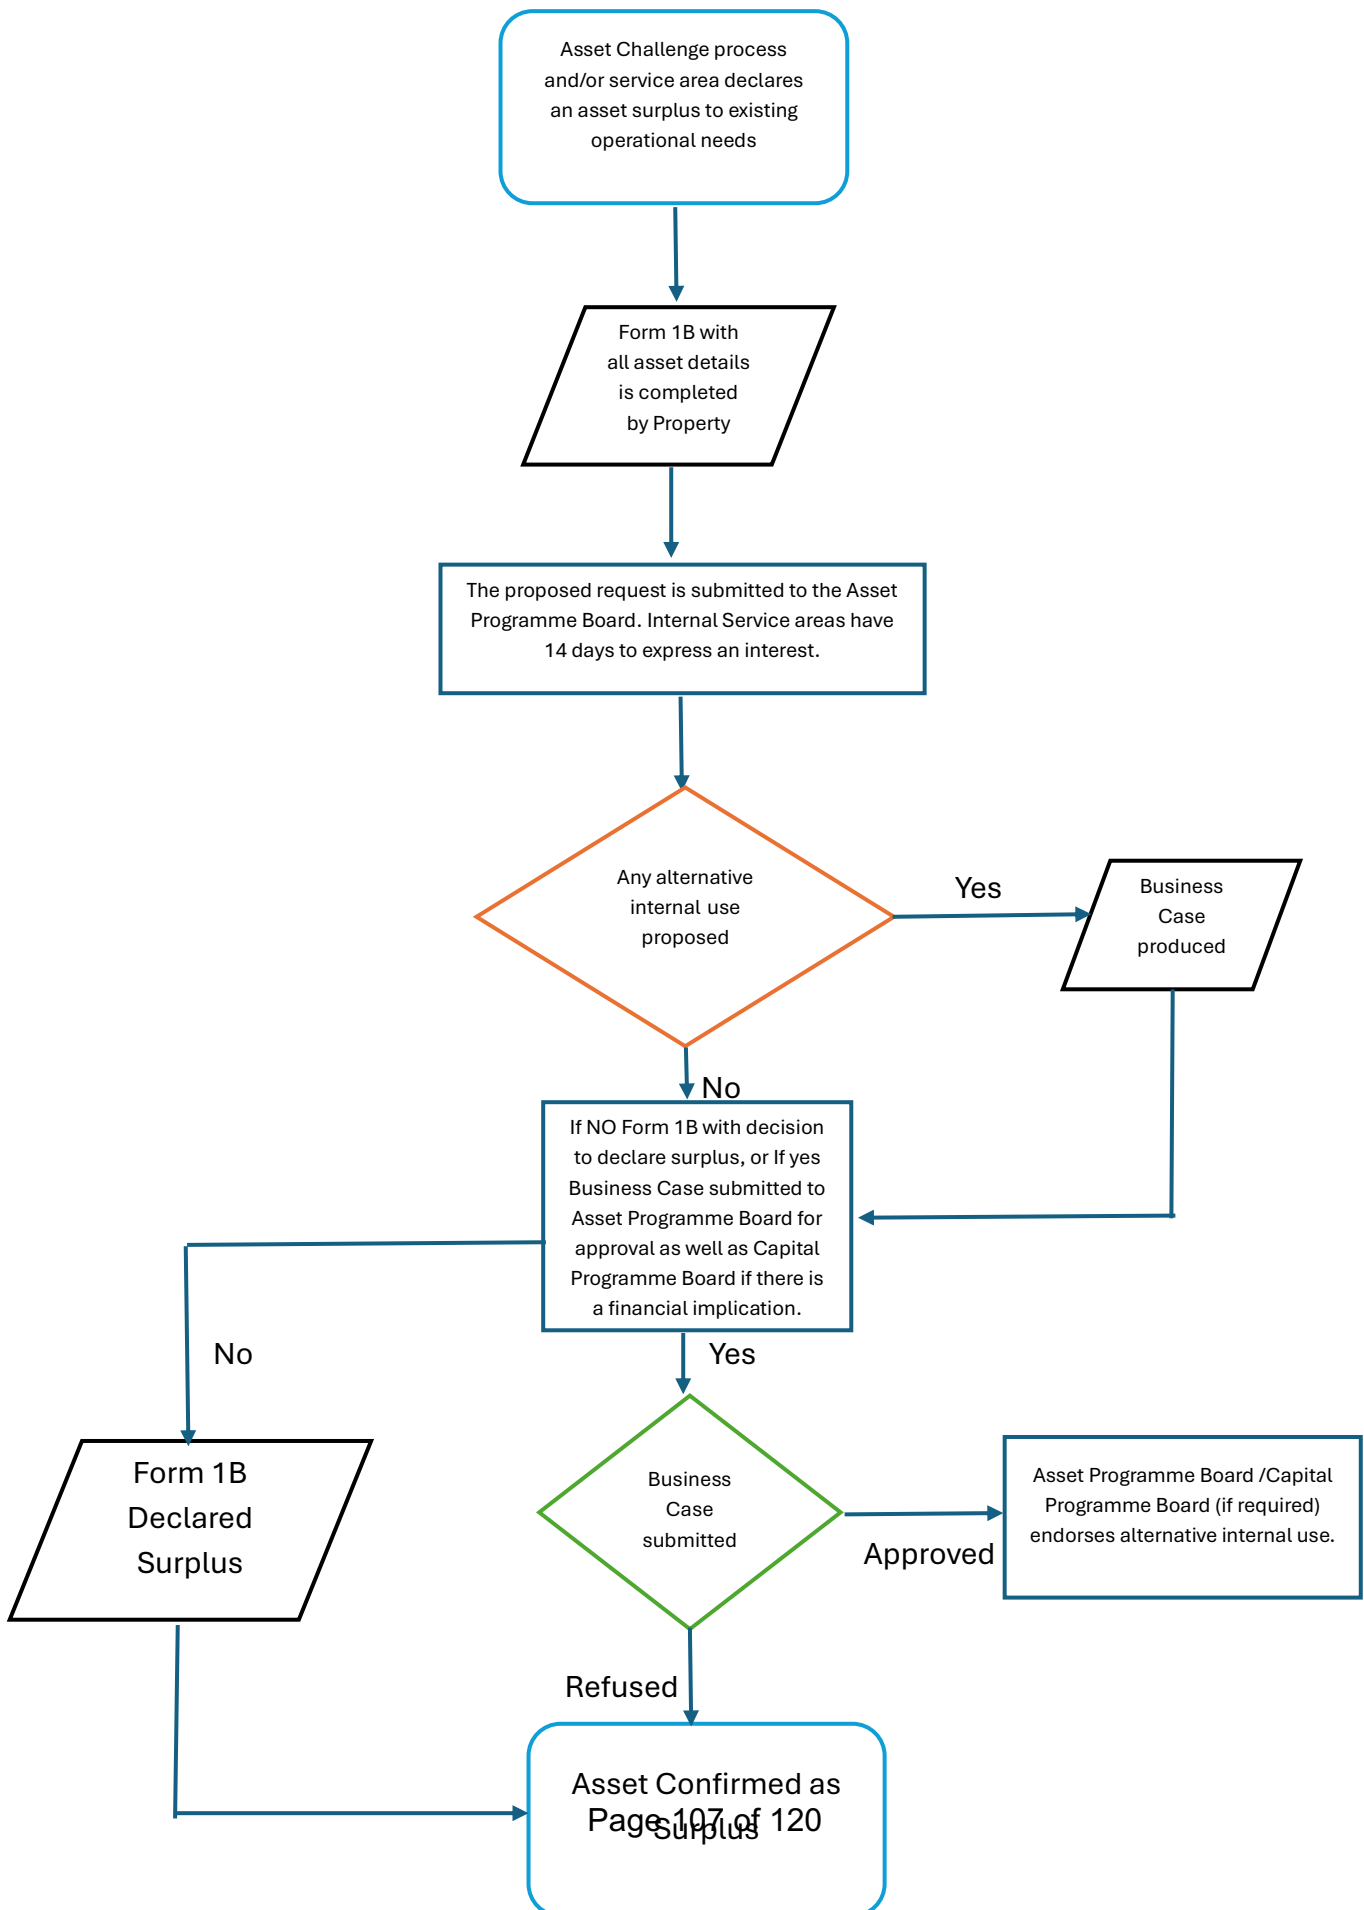 Asset Challenge process
and/or service area declares
an asset surplus to existing
operational needs
Form 1B with
all asset details
is completed
by Property
The proposed request is submitted to the Asset
Programme Board. Internal Service areas have
14 days to express an interest.
Any alternative
internal use
proposed
Yes
Business
Case
produced
No
If NO Form 1B with decision
to declare surplus, or If yes
Business Case submitted to
Asset Programme Board for
approval as well as Capital
Programme Board if there is
a financial implication.
No
Yes
Form 1B
Declared
Surplus
Business
Case
submitted
Approved
Asset Programme Board /Capital
Programme Board (if required)
endorses alternative internal use.
Refused
Asset Confirmed as
Surplus
Page 107 of 120